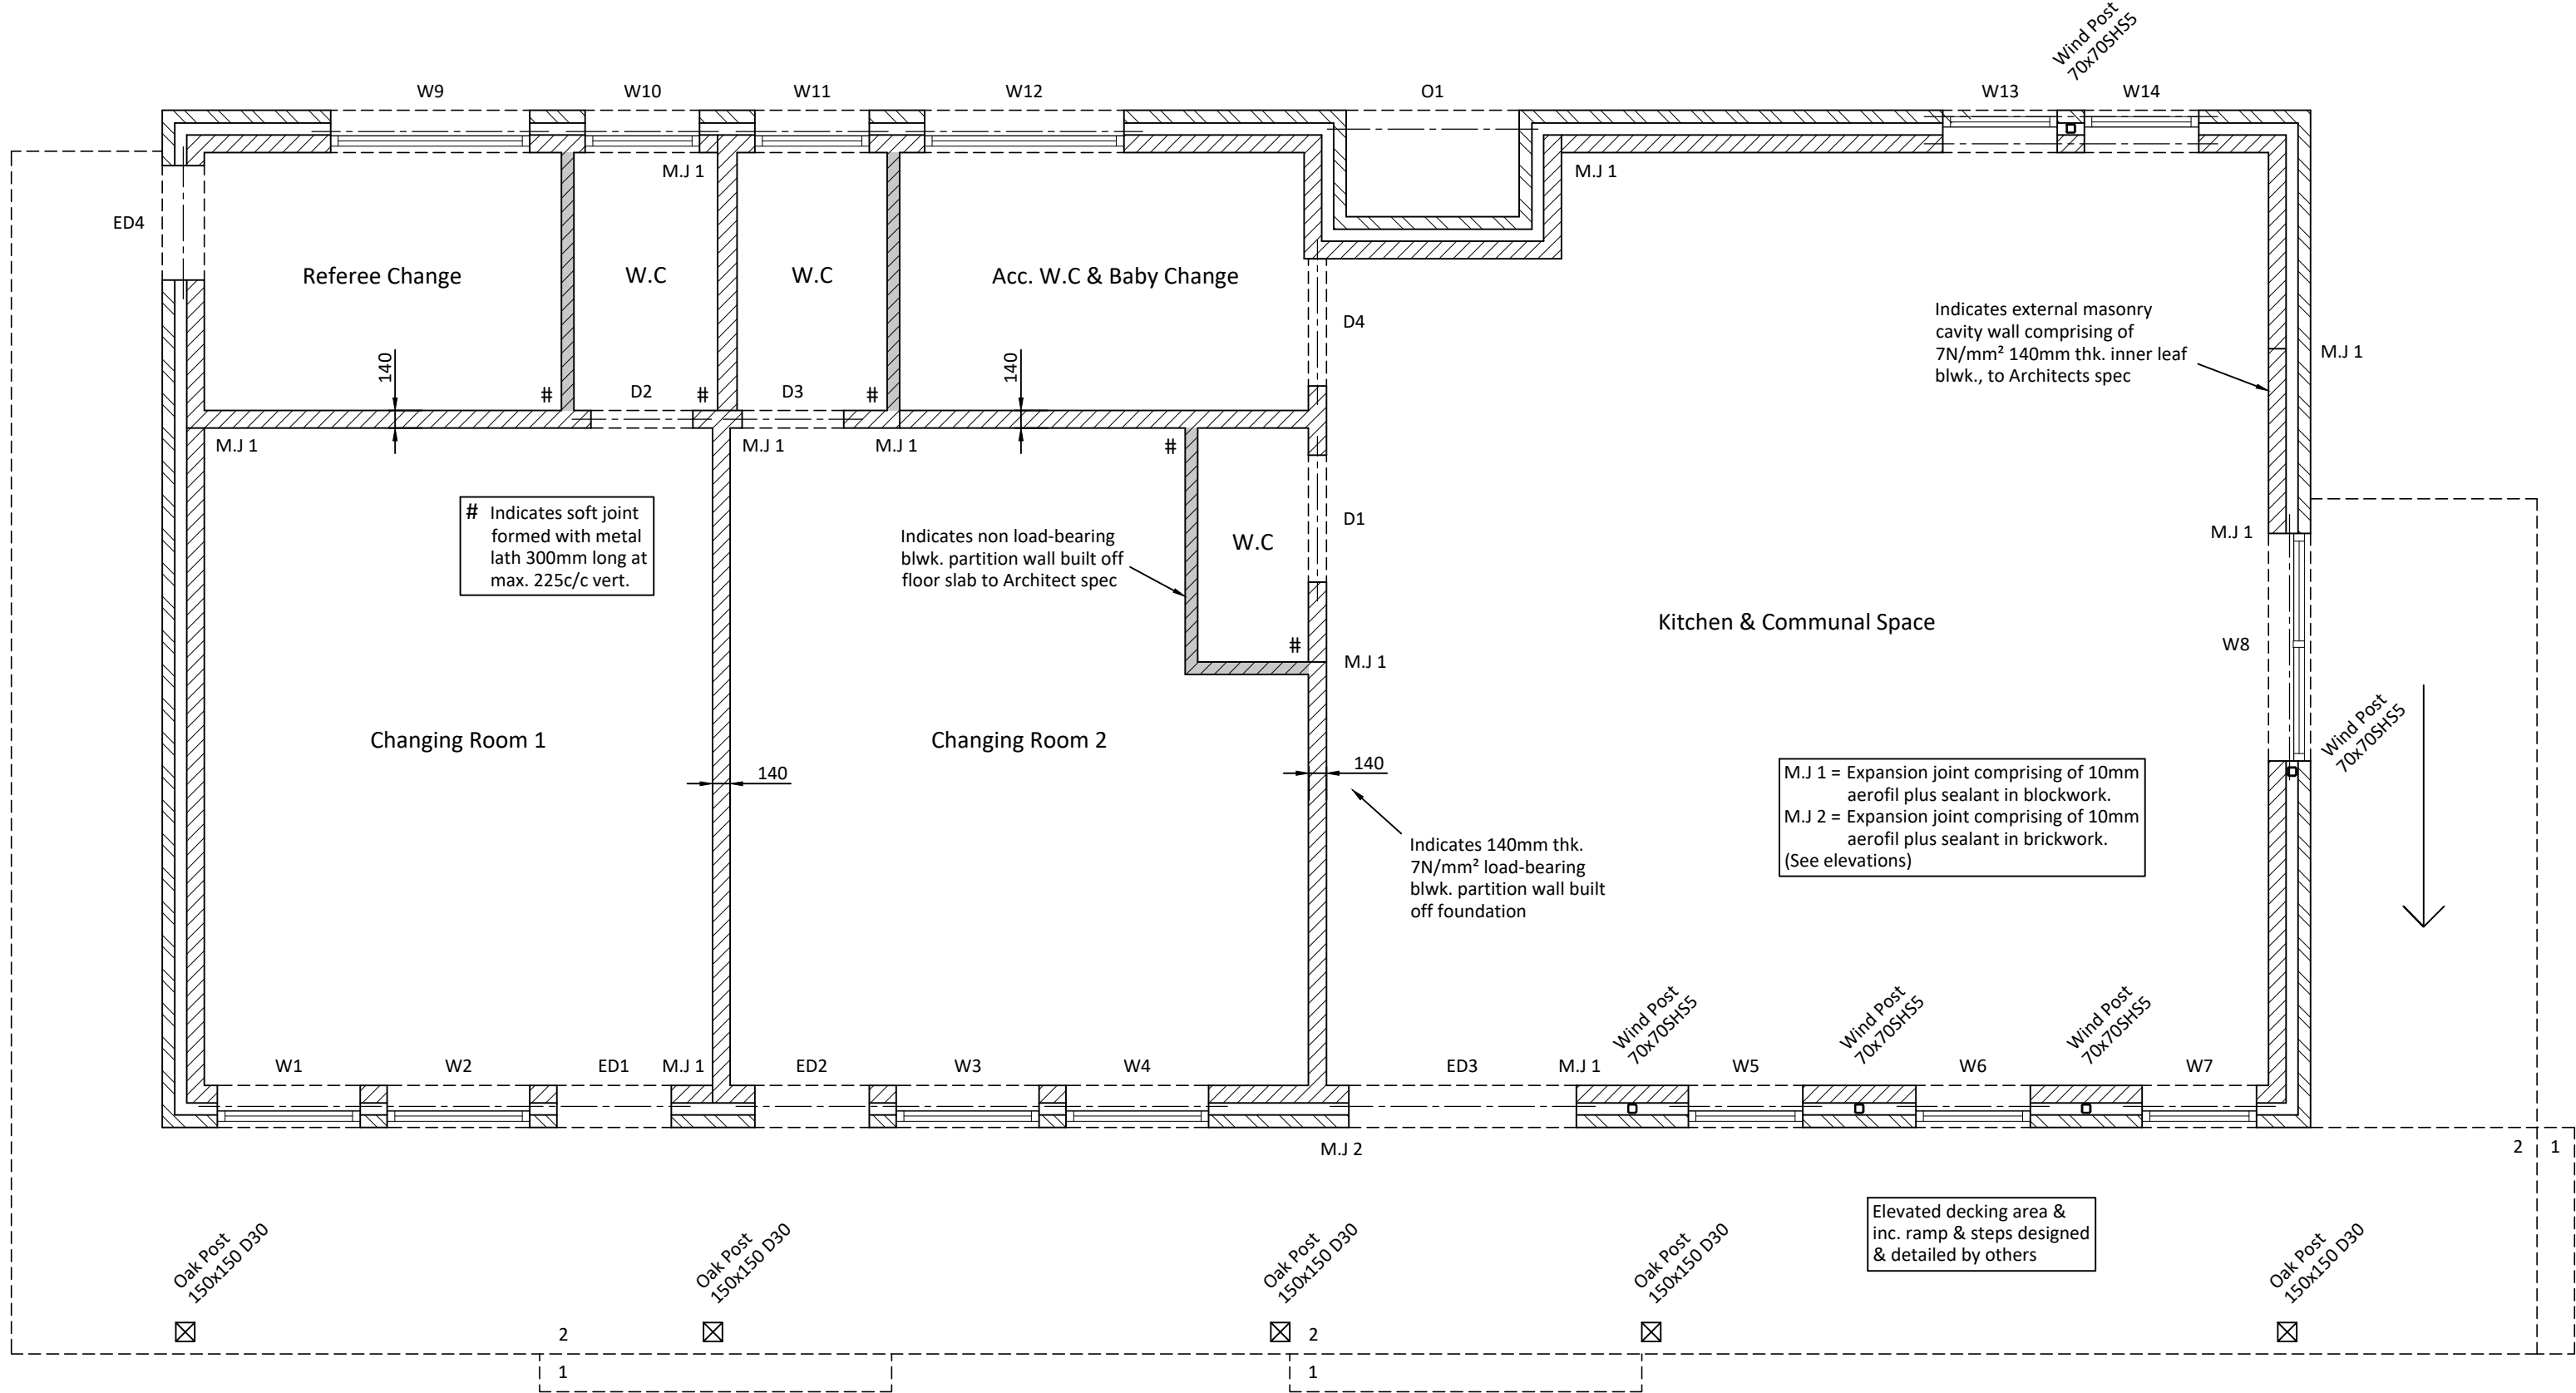 Wind Post
70x70SHS5
W9
W10
W11
W12
O1
W13
W14
M.J 1
M.J 1
ED4
Referee Change
W.C
W.C
Acc. W.C & Baby Change
D4
Indicates external masonry
cavity wall comprising of
7N/mm² 140mm thk. inner leaf
blwk., to Architects spec
M.J 1
140
140
#
D2
#
D3
#
M.J 1
M.J 1
M.J 1
#
# Indicates soft joint
formed with metal
lath 300mm long at
max. 225c/c vert.
Indicates non load-bearing
blwk. partition wall built off
floor slab to Architect spec
W.C
D1
M.J 1
Kitchen & Communal Space
W8
#
M.J 1
Changing Room 1
Changing Room 2
Wind Post
70x70SHS5
140
140
M.J 1 = Expansion joint comprising of 10mm
aerofil plus sealant in blockwork.
M.J 2 = Expansion joint comprising of 10mm
aerofil plus sealant in brickwork.
(See elevations)
Indicates 140mm thk.
7N/mm² load-bearing
blwk. partition wall built
off foundation
Wind Post
70x70SHS5
Wind Post
70x70SHS5
Wind Post
70x70SHS5
W1
W2
ED1
M.J 1
ED2
W3
W4
ED3
M.J 1
W5
W6
W7
M.J 2
2
1
Elevated decking area &
inc. ramp & steps designed
& detailed by others
Oak Post
150x150 D30
Oak Post
150x150 D30
Oak Post
150x150 D30
Oak Post
150x150 D30
Oak Post
150x150 D30
2
2
1
1